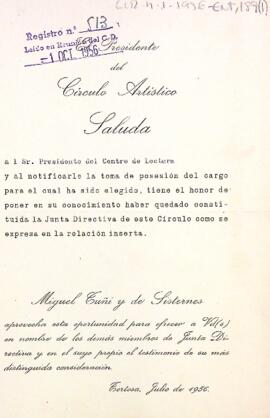 Registro n.º 513
Leído en Reunión del C.D.
- 1 OCT. 1956
El Presidente
del
Círculo Artístico
Saluda
a l Sr. Presidente del Centro de Lectura
y al notificarle la toma de posesión del cargo
para el cual ha sido elegido, tiene el honor de
poner en su conocimiento haber quedado consti-
tuída la Junta Directiva de este Círculo como se
expresa en la relación inserta.
Miguel Tuñí y de Sisternes
aprovecha esta oportunidad para ofrecer a Vd(s)
en nombre de los demás miembros de Junta Di-
rectiva y en el suyo propio el testimonio de su más
distinguida consideración.
Tortosa, Julio de 1956.